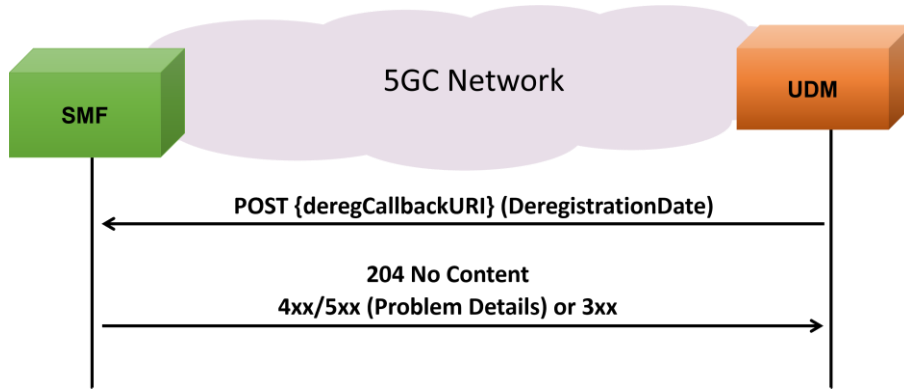 5GC Network
SMF
UDM
POST {deregCallbackURI} (DeregistrationDate)
204 No Content
4xx/5xx (Problem Details) or 3xx